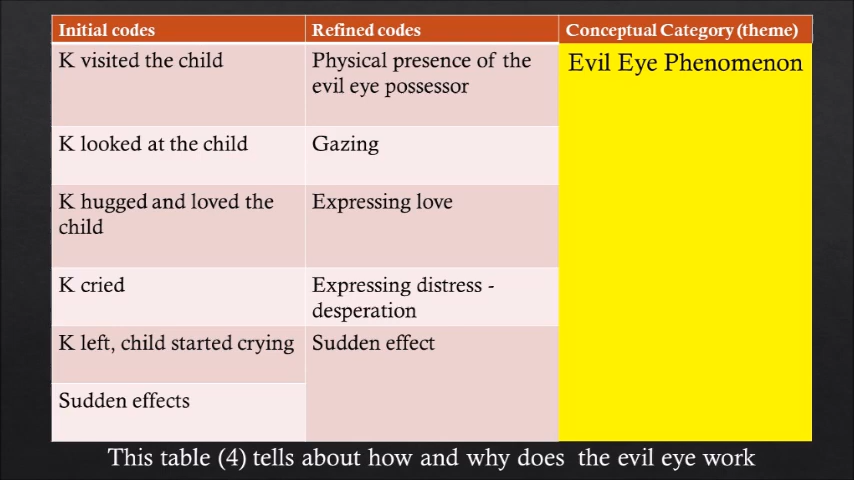 Initial codes
Refined codes
Conceptual Category (theme)
K visited the child
Physical presence of the
evil eye possessor
Evil Eye Phenomenon
K looked at the child
Gazing
K hugged and loved the
child
Expressing love
K cried
Expressing distress -
desperation
K left, child started crying
Sudden effect
Sudden effects
This table (4) tells about how and why does the evil eye work